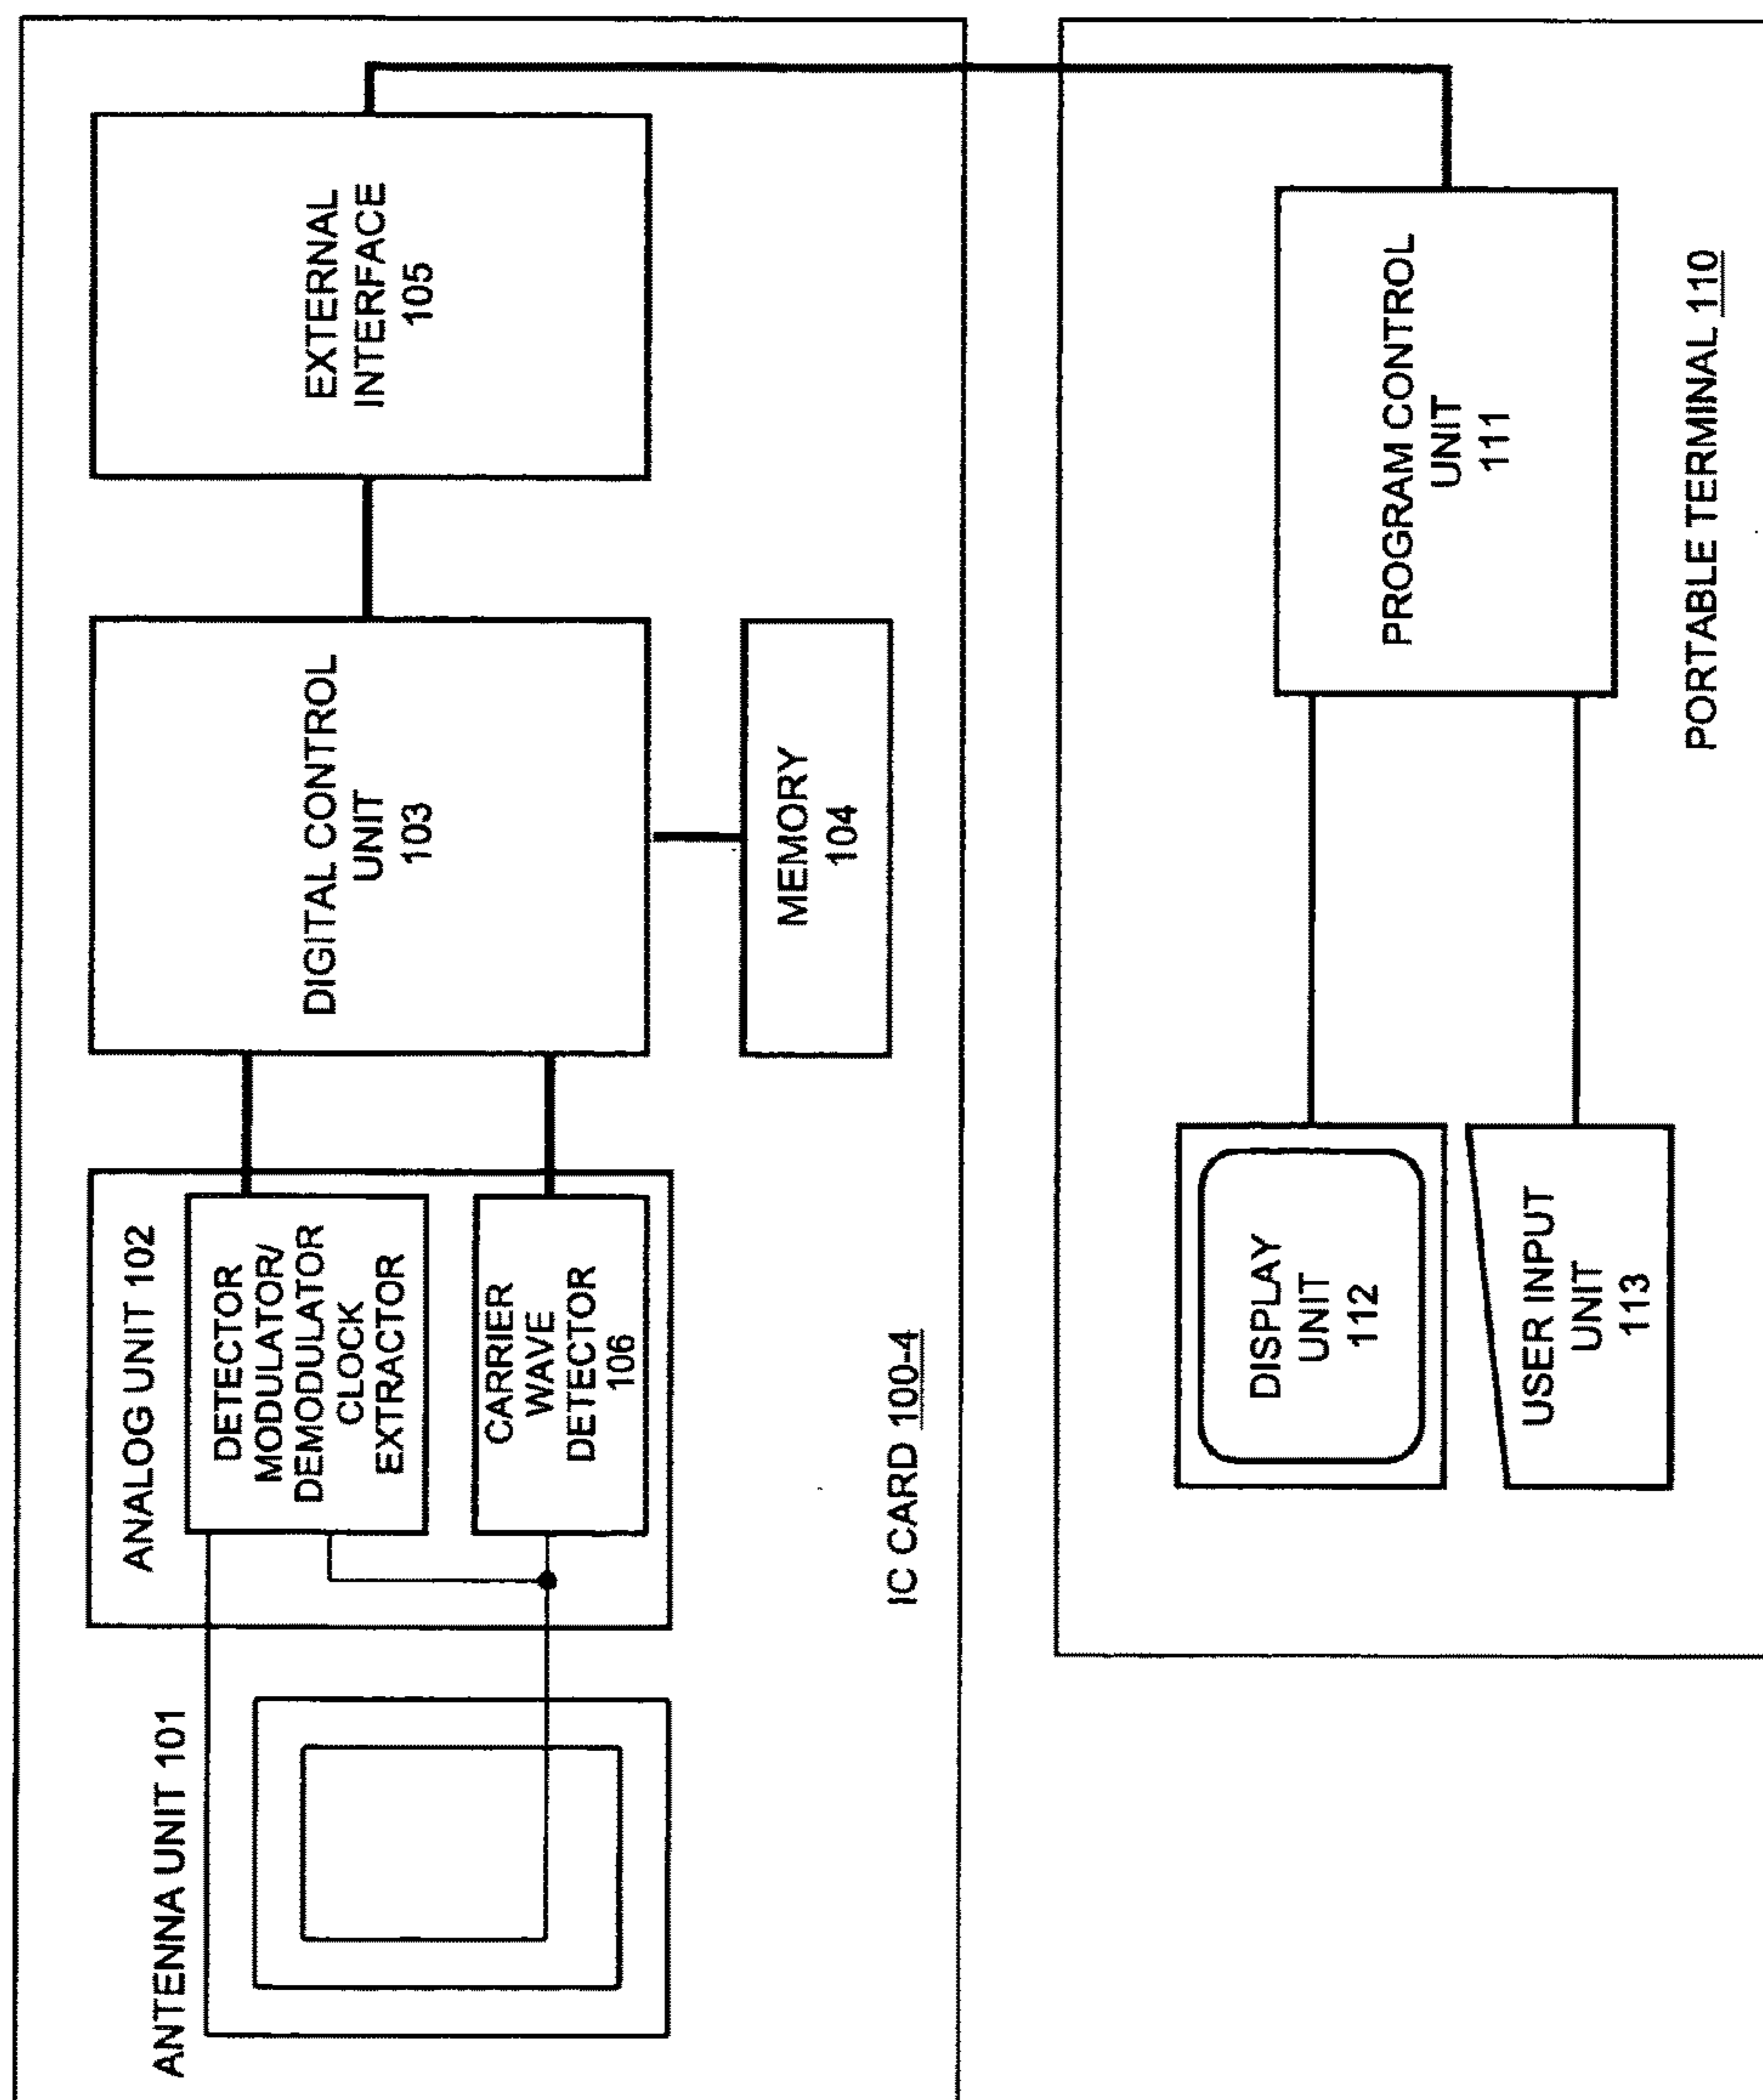 ANTENNA UNIT 101
ANALOG UNIT 102
DETECTOR
MODULATOR/
DEMODULATOR
CLOCK
EXTRACTOR
CARRIER
WAVE
DETECTOR
106
DIGITAL CONTROL
UNIT
103
MEMORY
104
EXTERNAL
INTERFACE
105
IC CARD 100-4
DISPLAY
UNIT
112
USER INPUT
UNIT
113
PROGRAM CONTROL
UNIT
111
PORTABLE TERMINAL 110